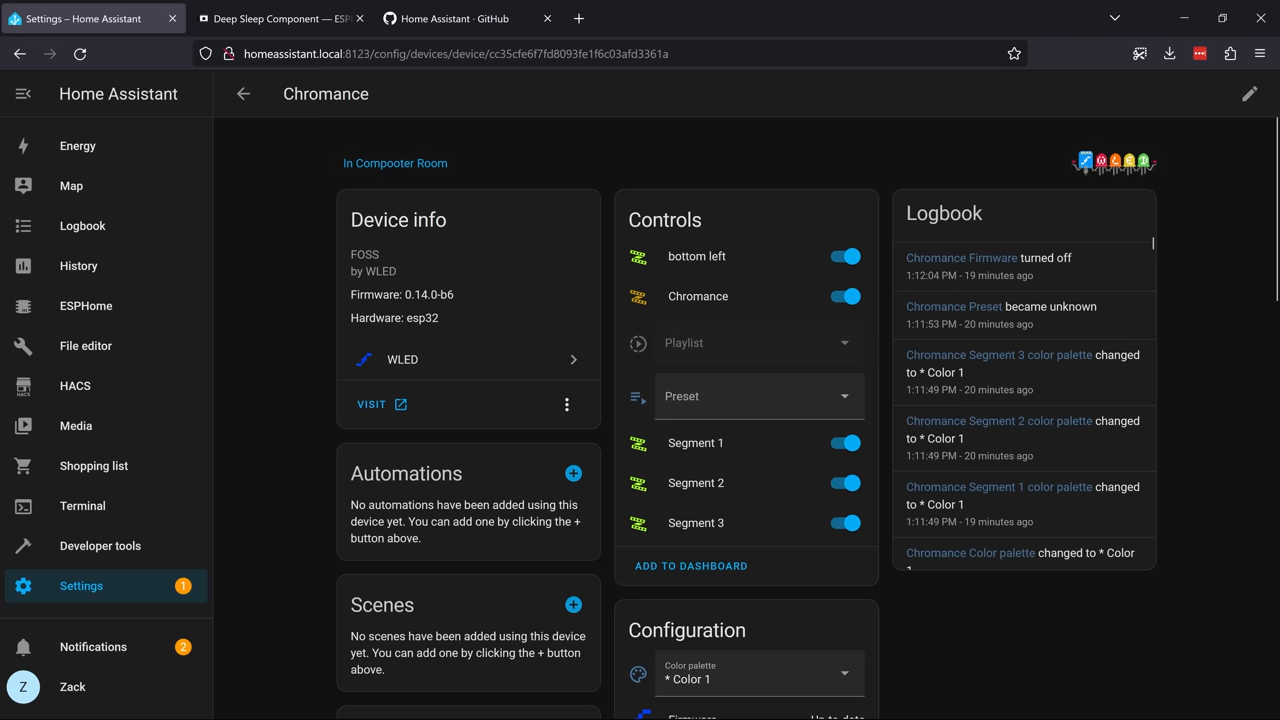 Settings – Home Assistant
Deep Sleep Component — ESP
Home Assistant · GitHub
homeassistant.local:8123/config/devices/device/cc35cfe6f7fd8093fe1f6c03afd3361a
Home Assistant
Chromance
Energy
Map
Logbook
History
ESPHome
File editor
HACS
HACS
Media
Shopping list
Terminal
Developer tools
Settings
1
Notifications
2
Z
Zack
In Compooter Room
WLED
Device info
FOSS
by WLED
Firmware: 0.14.0-b6
Hardware: esp32
WLED
VISIT
Automations
No automations have been added using this
device yet. You can add one by clicking the +
button above.
Scenes
No scenes have been added using this device
yet. You can add one by clicking the + button
above.
Controls
bottom left
Chromance
Playlist
Preset
Segment 1
Segment 2
Segment 3
ADD TO DASHBOARD
Configuration
Color palette
* Color 1
Firmware
Up to date
Logbook
Chromance Firmware turned off
1:12:04 PM - 19 minutes ago
Chromance Preset became unknown
1:11:53 PM - 20 minutes ago
Chromance Segment 3 color palette changed
to * Color 1
1:11:49 PM - 20 minutes ago
Chromance Segment 2 color palette changed
to * Color 1
1:11:49 PM - 20 minutes ago
Chromance Segment 1 color palette changed
to * Color 1
1:11:49 PM - 19 minutes ago
Chromance Color palette changed to * Color
1